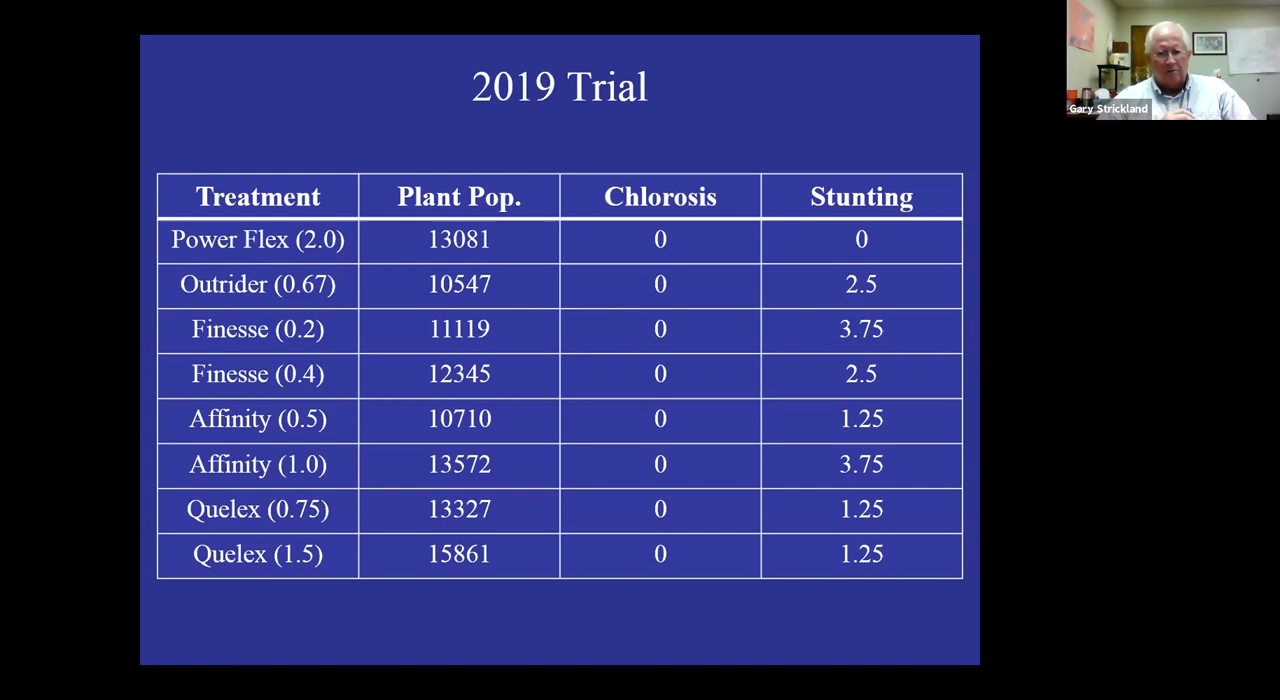 2019 Trial
Treatment Plant Pop. Chlorosis Stunting
Power Flex (2.0) 13081 0 0
Outrider (0.67) 10547 0 2.5
Finesse (0.2) 11119 0 3.75
Finesse (0.4) 12345 0 2.5
Affinity (0.5) 10710 0 1.25
Affinity (1.0) 13572 0 3.75
Quelex (0.75) 13327 0 1.25
Quelex (1.5) 15861 0 1.25
Gary Strickland